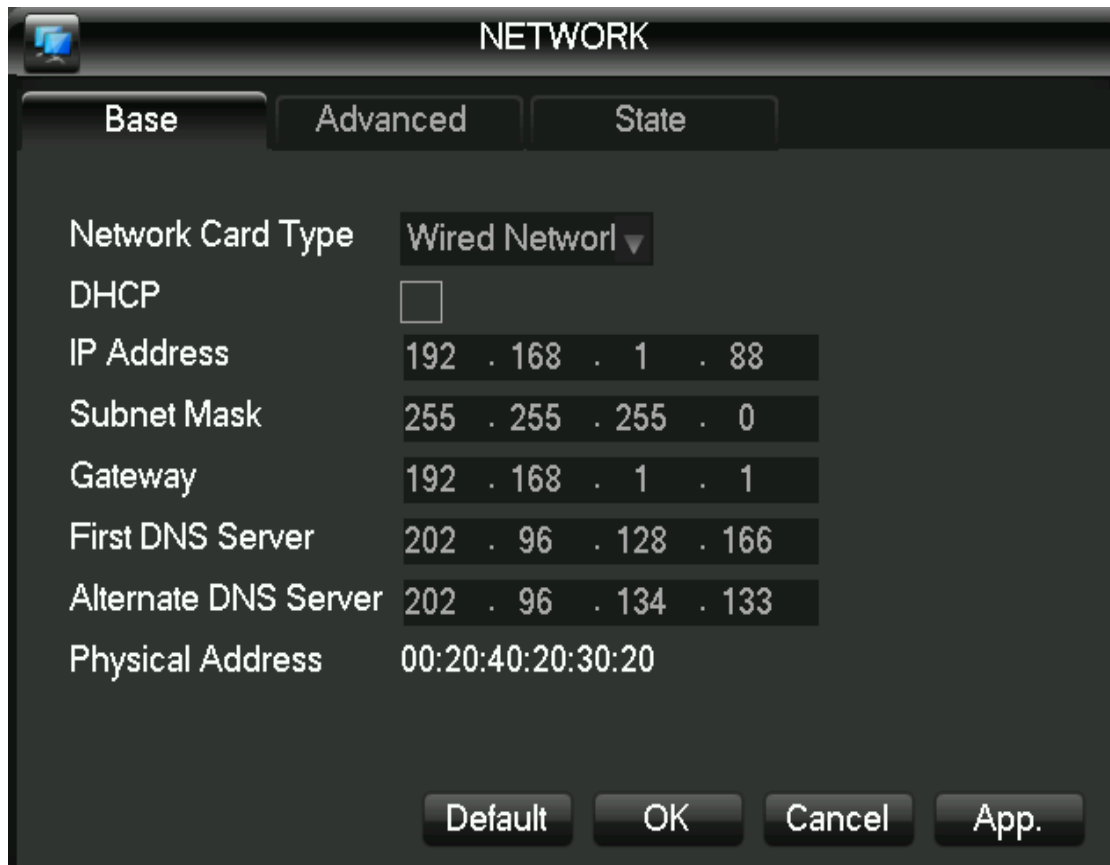 NETWORK
Base Advanced State
Network Card Type Wired Networl
DHCP
IP Address 192 . 168 . 1 . 88
Subnet Mask 255 . 255 . 255 . 0
Gateway 192 . 168 . 1 . 1
First DNS Server 202 . 96 . 128 . 166
Alternate DNS Server 202 . 96 . 134 . 133
Physical Address 00:20:40:20:30:20
Default OK Cancel App.